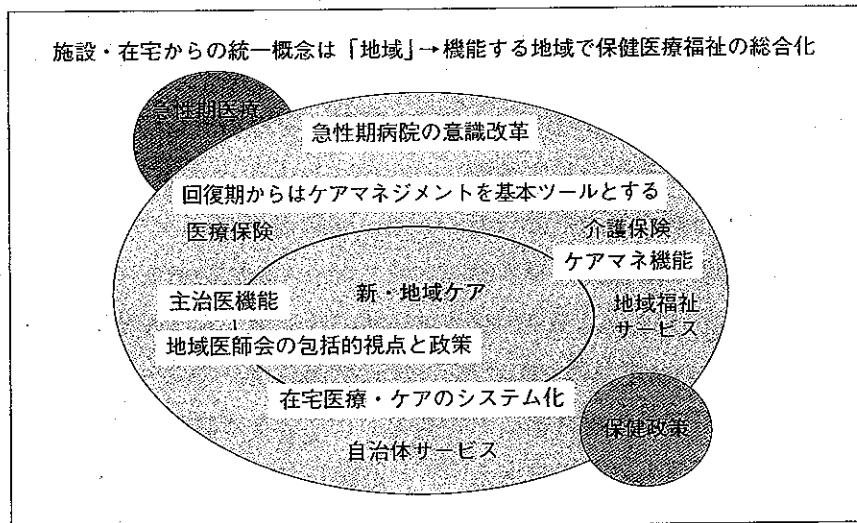 施設・在宅からの統一概念は「地域」→機能する地域で保健医療福祉の総合化
急性期医療
急性期病院の意識改革
回復期からはケアマネジメントを基本ツールとする
医療保険
介護保険
ケアマネ機能
主治医機能
新・地域ケア
地域福祉
サービス
地域医師会の包括的視点と政策
在宅医療・ケアのシステム化
保健政策
自治体サービス